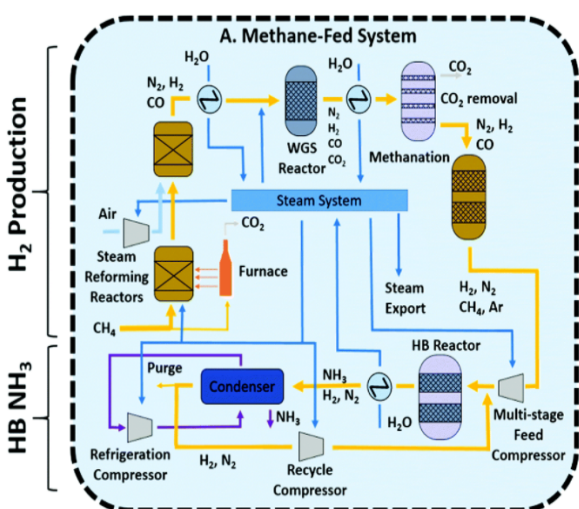 A. Methane-Fed System
H2O
H2O
CO2
N2, H2
CO
CO2 removal
N2
H2
CO
CO2
N2, H2
CO
WGS
Reactor
Methanation
Steam System
Air
CO2
Steam
Reforming
Reactors
Furnace
Steam
Export
H2, N2
CH4, Ar
CH4
H2 Production
HB NH3
HB Reactor
Purge
Condenser
NH3
H2, N2
NH3
H2O
Multi-stage
Feed
Compressor
Refrigeration
Compressor
H2, N2
Recycle
Compressor